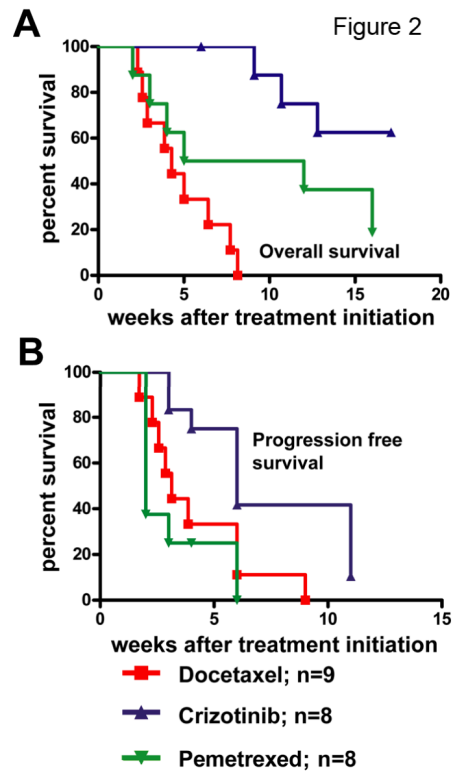 A
Figure 2
percent survival
100
80
60
40
20
0
Overall survival
0 5 10 15 20
weeks after treatment initiation
B
percent survival
100
80
60
40
20
0
Progression free
survival
0 5 10 15
weeks after treatment initiation
Docetaxel; n=9
Crizotinib; n=8
Pemetrexed; n=8